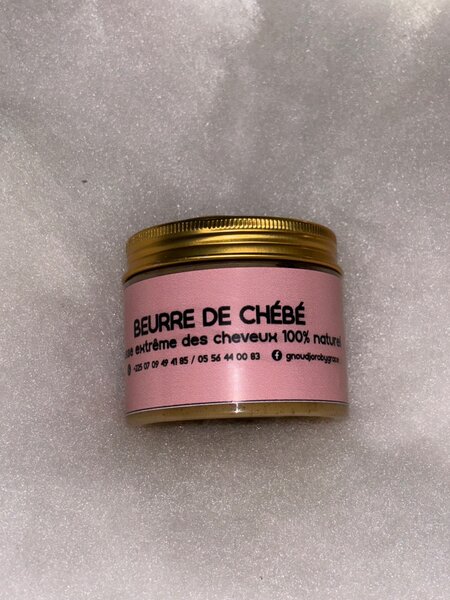 BEURRE DE CHÉBÉ
extrême des cheveux 100% naturel
+225 07 09 49 41 85 / 05 56 44 00 83 gnoudjorabygrace